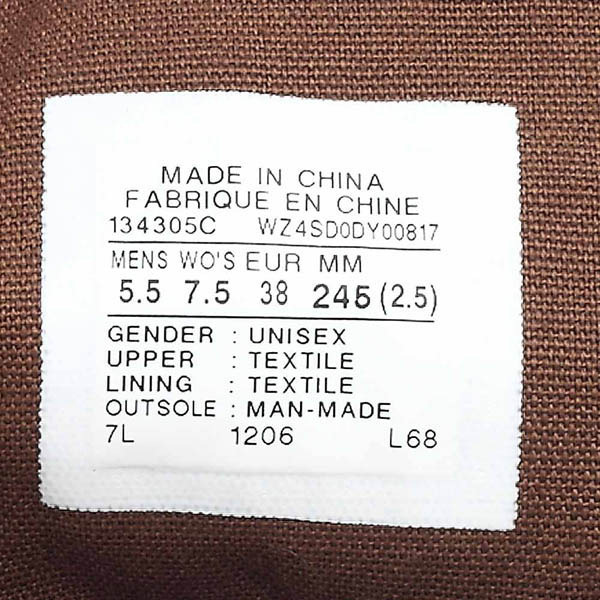 MADE IN CHINA
FABRIQUE EN CHINE
134305C WZ4SD0DY00817
MENS WO'S EUR MM
5.5 7.5 38 245 (2.5)
GENDER : UNISEX
UPPER : TEXTILE
LINING : TEXTILE
OUTSOLE : MAN-MADE
7L 1206 L68